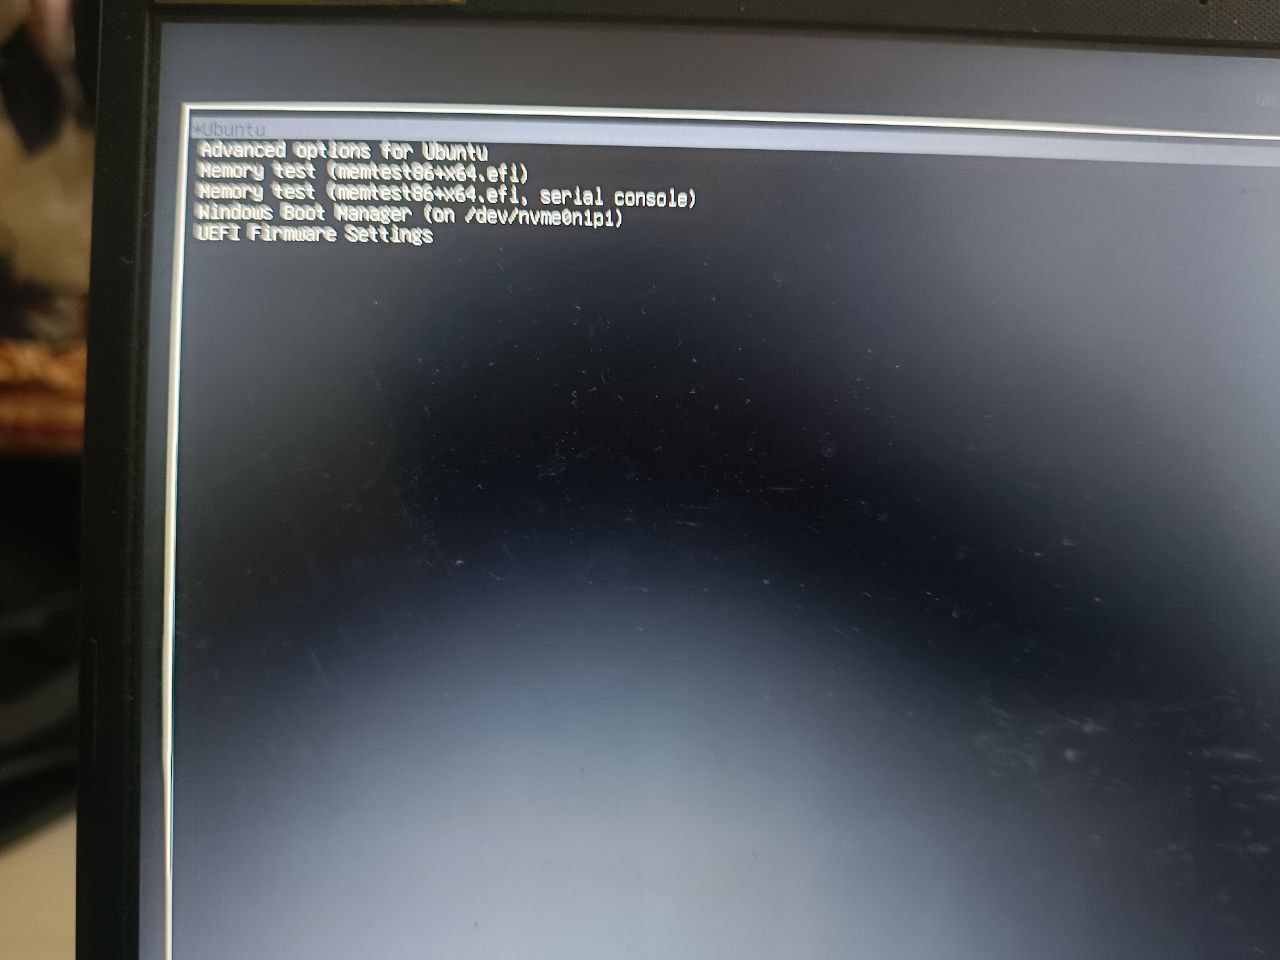 *Ubuntu
Advanced options for Ubuntu
Memory test (memtest86+x64.efi)
Memory test (memtest86+x64.efi, serial console)
Windows Boot Manager (on /dev/nvme0n1p1)
UEFI Firmware Settings